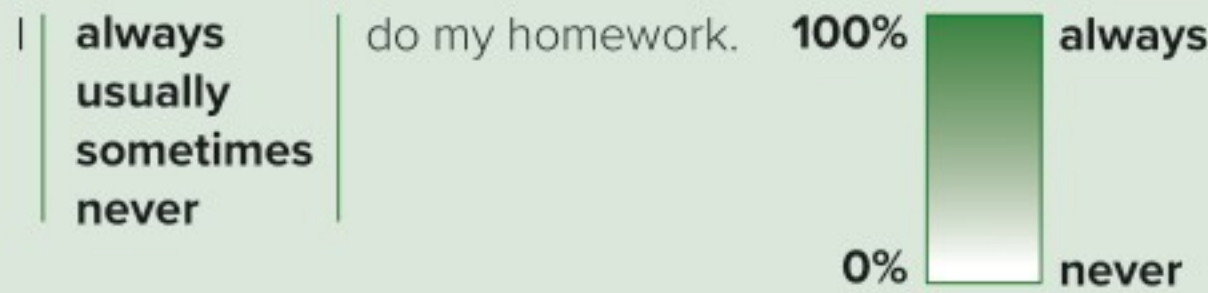 I always do my homework. 100% always
usually
sometimes
never
0% never